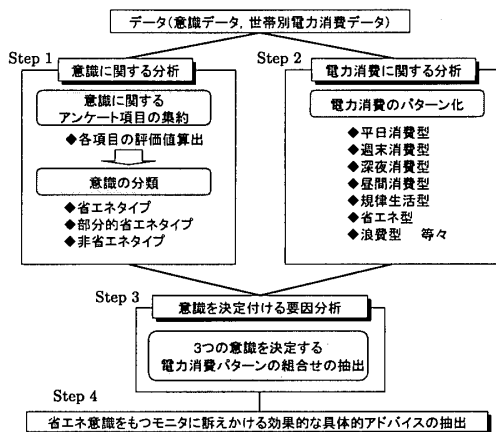 データ(意識データ, 世帯別電力消費データ)
Step 1
意識に関する分析
意識に関する
アンケート項目の集約
◆各項目の評価値算出
意識の分類
◆省エネタイプ
◆部分的省エネタイプ
◆非省エネタイプ
Step 2
電力消費に関する分析
電力消費のパターン化
◆平日消費型
◆週末消費型
◆深夜消費型
◆昼間消費型
◆規律生活型
◆省エネ型
◆浪費型 等々
Step 3
意識を決定付ける要因分析
3つの意識を決定する
電力消費パターンの組合せの抽出
Step 4
省エネ意識をもつモニタに訴えかける効果的な具体的アドバイスの抽出